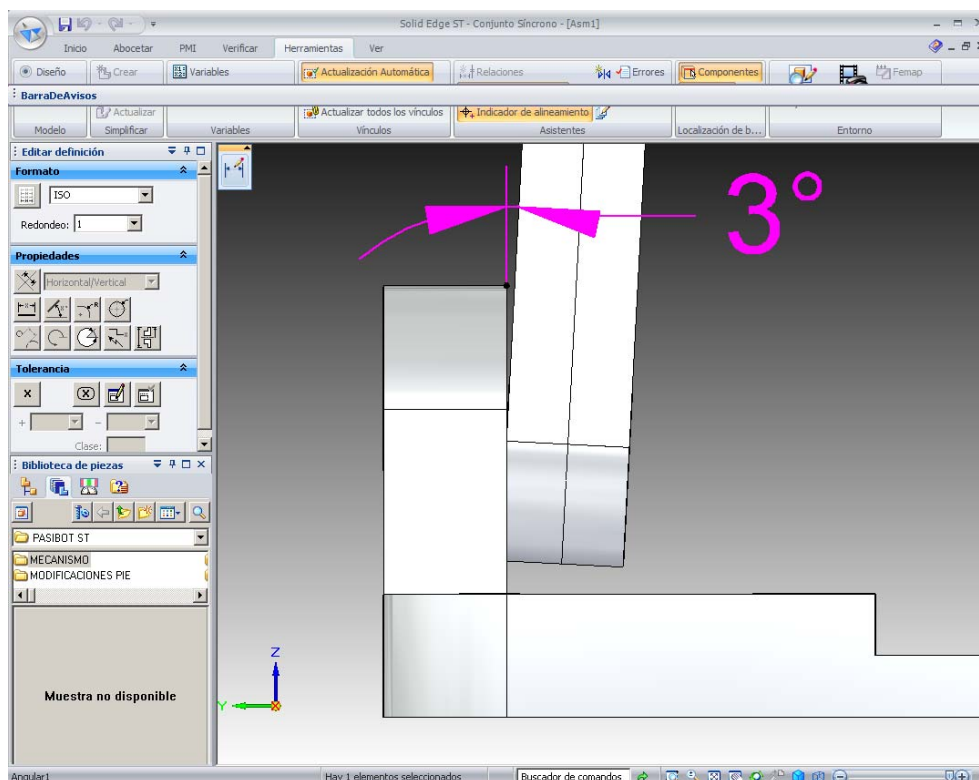 Solid Edge ST - Conjunto Síncrono - [Asm1]
Inicio Abocetar PMI Verificar Herramientas Ver
Diseño Crear Variables Actualización Automática Relaciones Errores Componentes Femap
BarraDeAvisos
Actualizar Actualizar todos los vínculos Indicador de alineamiento
Modelo Simplificar Variables Vínculos Asistentes Localización de b... Entorno
Editar definición
Formato
ISO
Redondeo: 1
Propiedades
Horizontal/Vertical
Tolerancia
x
+ -
Clase:
Biblioteca de piezas
PASIBOT ST
MECANISMO
MODIFICACIONES PIE
Muestra no disponible
3°
Z
Y
Angular1 Hay 1 elementos seleccionados Buscador de comandos